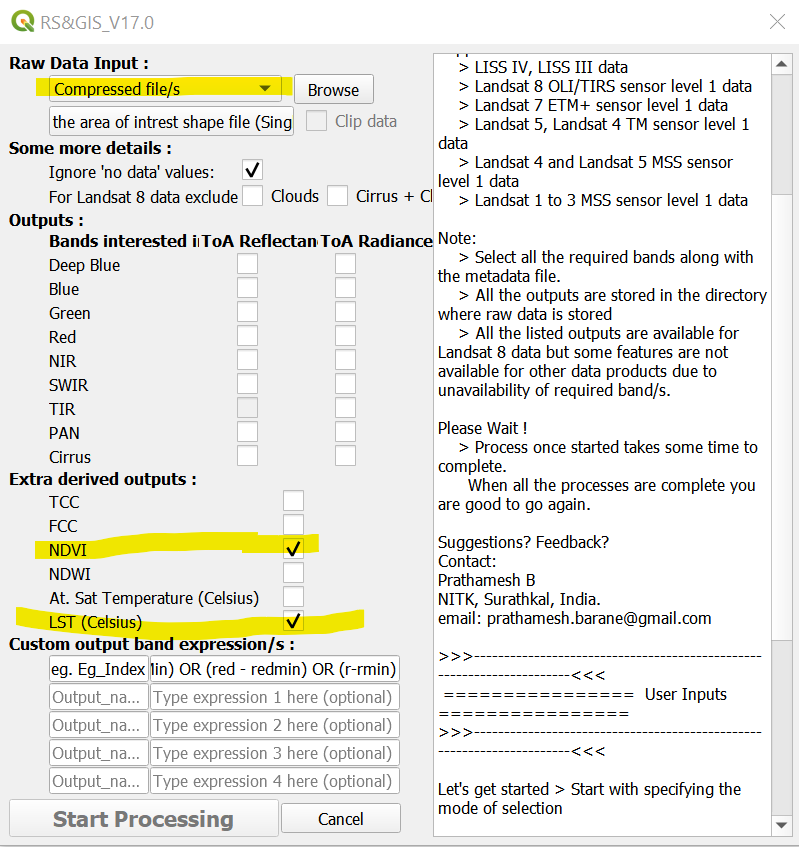 RS&GIS_V17.0
Raw Data Input :
Compressed file/s
Browse
the area of intrest shape file (Sing
Clip data
Some more details :
Ignore 'no data' values:
For Landsat 8 data exclude
Clouds
Cirrus + Cl
Outputs :
Bands interested i ToA Reflectan ToA Radiance
Deep Blue
Blue
Green
Red
NIR
SWIR
TIR
PAN
Cirrus
Extra derived outputs :
TCC
FCC
NDVI
NDWI
At. Sat Temperature (Celsius)
LST (Celsius)
Custom output band expression/s :
eg. Eg_Index
lin) OR (red - redmin) OR (r-rmin)
Output_na... Type expression 1 here (optional)
Output_na... Type expression 2 here (optional)
Output_na... Type expression 3 here (optional)
Output_na... Type expression 4 here (optional)
Start Processing
Cancel
> LISS IV, LISS III data
> Landsat 8 OLI/TIRS sensor level 1 data
> Landsat 7 ETM+ sensor level 1 data
> Landsat 5, Landsat 4 TM sensor level 1
data
> Landsat 4 and Landsat 5 MSS sensor
level 1 data
> Landsat 1 to 3 MSS sensor level 1 data
Note:
> Select all the required bands along with
the metadata file.
> All the outputs are stored in the directory
where raw data is stored
> All the listed outputs are available for
Landsat 8 data but some features are not
available for other data products due to
unavailability of required band/s.
Please Wait !
> Process once started takes some time to
complete.
When all the processes are complete you
are good to go again.
Suggestions? Feedback?
Contact:
Prathamesh B
NITK, Surathkal, India.
email: prathamesh.barane@gmail.com
>>>------------------------------------------------
----------------------<<<
================ User Inputs
================
>>>------------------------------------------------
----------------------<<<
Let's get started > Start with specifying the
mode of selection